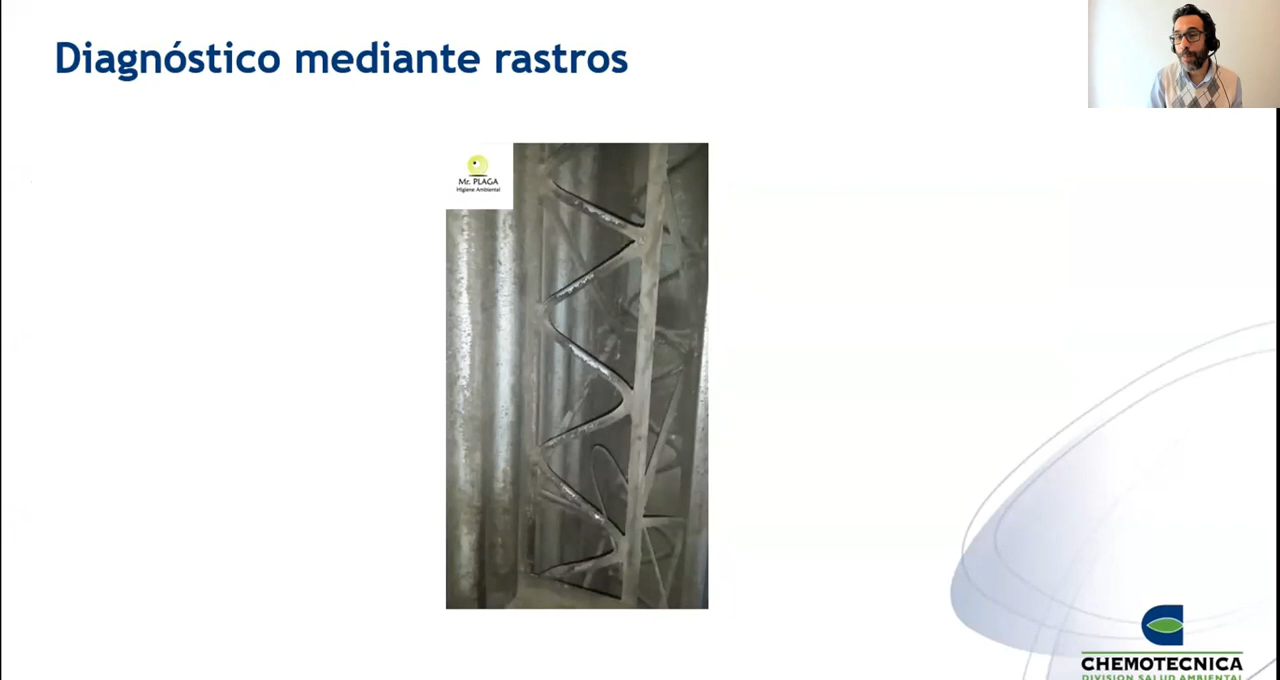 Diagnóstico mediante rastros
Mr. PLAGA
Higiene Ambiental
CHEMOTECNICA
DIVISION SALUD AMBIENTAL